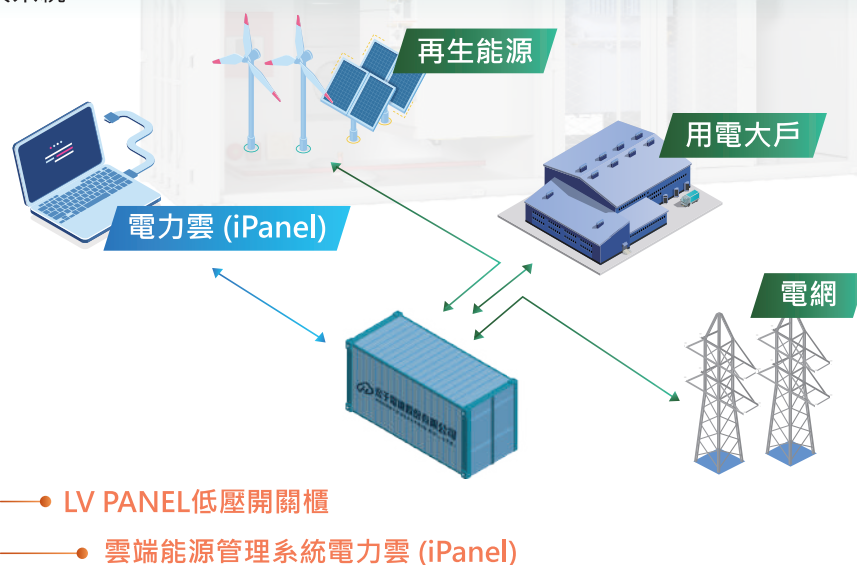 再生能源
用電大戶
電力雲 (iPanel)
電網
LV PANEL低壓開關櫃
雲端能源管理系統電力雲 (iPanel)